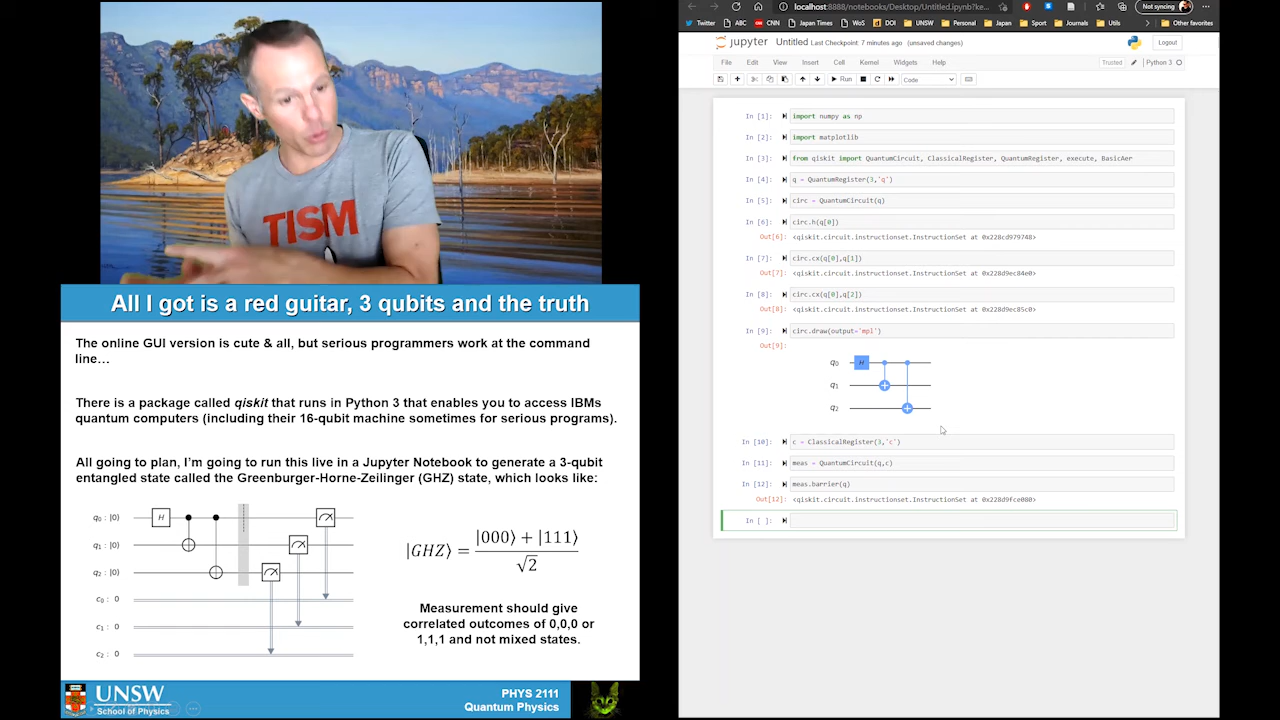 TISM
All I got is a red guitar, 3 qubits and the truth
The online GUI version is cute & all, but serious programmers work at the command
line…
There is a package called qiskit that runs in Python 3 that enables you to access IBMs
quantum computers (including their 16-qubit machine sometimes for serious programs).
All going to plan, I'm going to run this live in a Jupyter Notebook to generate a 3-qubit
entangled state called the Greenburger-Horne-Zeilinger (GHZ) state, which looks like:
q₀ : |0⟩ H
q₁ : |0⟩
q₂ : |0⟩
c₀ : 0
c₁ : 0
c₂ : 0
|GHZ⟩ = |000⟩ + |111⟩ / √2
Measurement should give
correlated outcomes of 0,0,0 or
1,1,1 and not mixed states.
UNSW
School of Physics
PHYS 2111
Quantum Physics
localhost:8888/notebooks/Desktop/Untitled.ipynb?ke… Not syncing
Twitter ABC CNN Japan Times WoO UNSW Personal Japan Sport Journals Utils Other favorites
jupyter Untitled Last Checkpoint: 7 minutes ago (unsaved changes) Logout
File Edit View Insert Cell Kernel Widgets Help Trusted Python 3
Run Code
In [1]: import numpy as np
In [2]: import matplotlib
In [3]: from qiskit import QuantumCircuit, ClassicalRegister, QuantumRegister, execute, BasicAer
In [4]: q = QuantumRegister(3,'q')
In [5]: circ = QuantumCircuit(q)
In [6]: circ.h(q[0])
Out[6]: <qiskit.circuit.instructionset.InstructionSet at 0x228cd979748>
In [7]: circ.cx(q[0],q[1])
Out[7]: <qiskit.circuit.instructionset.InstructionSet at 0x228d9ec84e0>
In [8]: circ.cx(q[0],q[2])
Out[8]: <qiskit.circuit.instructionset.InstructionSet at 0x228d9ec85c0>
In [9]: circ.draw(output='mpl')
Out[9]:
q₀ H
q₁
q₂
In [10]: c = ClassicalRegister(3,'c')
In [11]: meas = QuantumCircuit(q,c)
In [12]: meas.barrier(q)
Out[12]: <qiskit.circuit.instructionset.InstructionSet at 0x228d9fce080>
In [ ]: